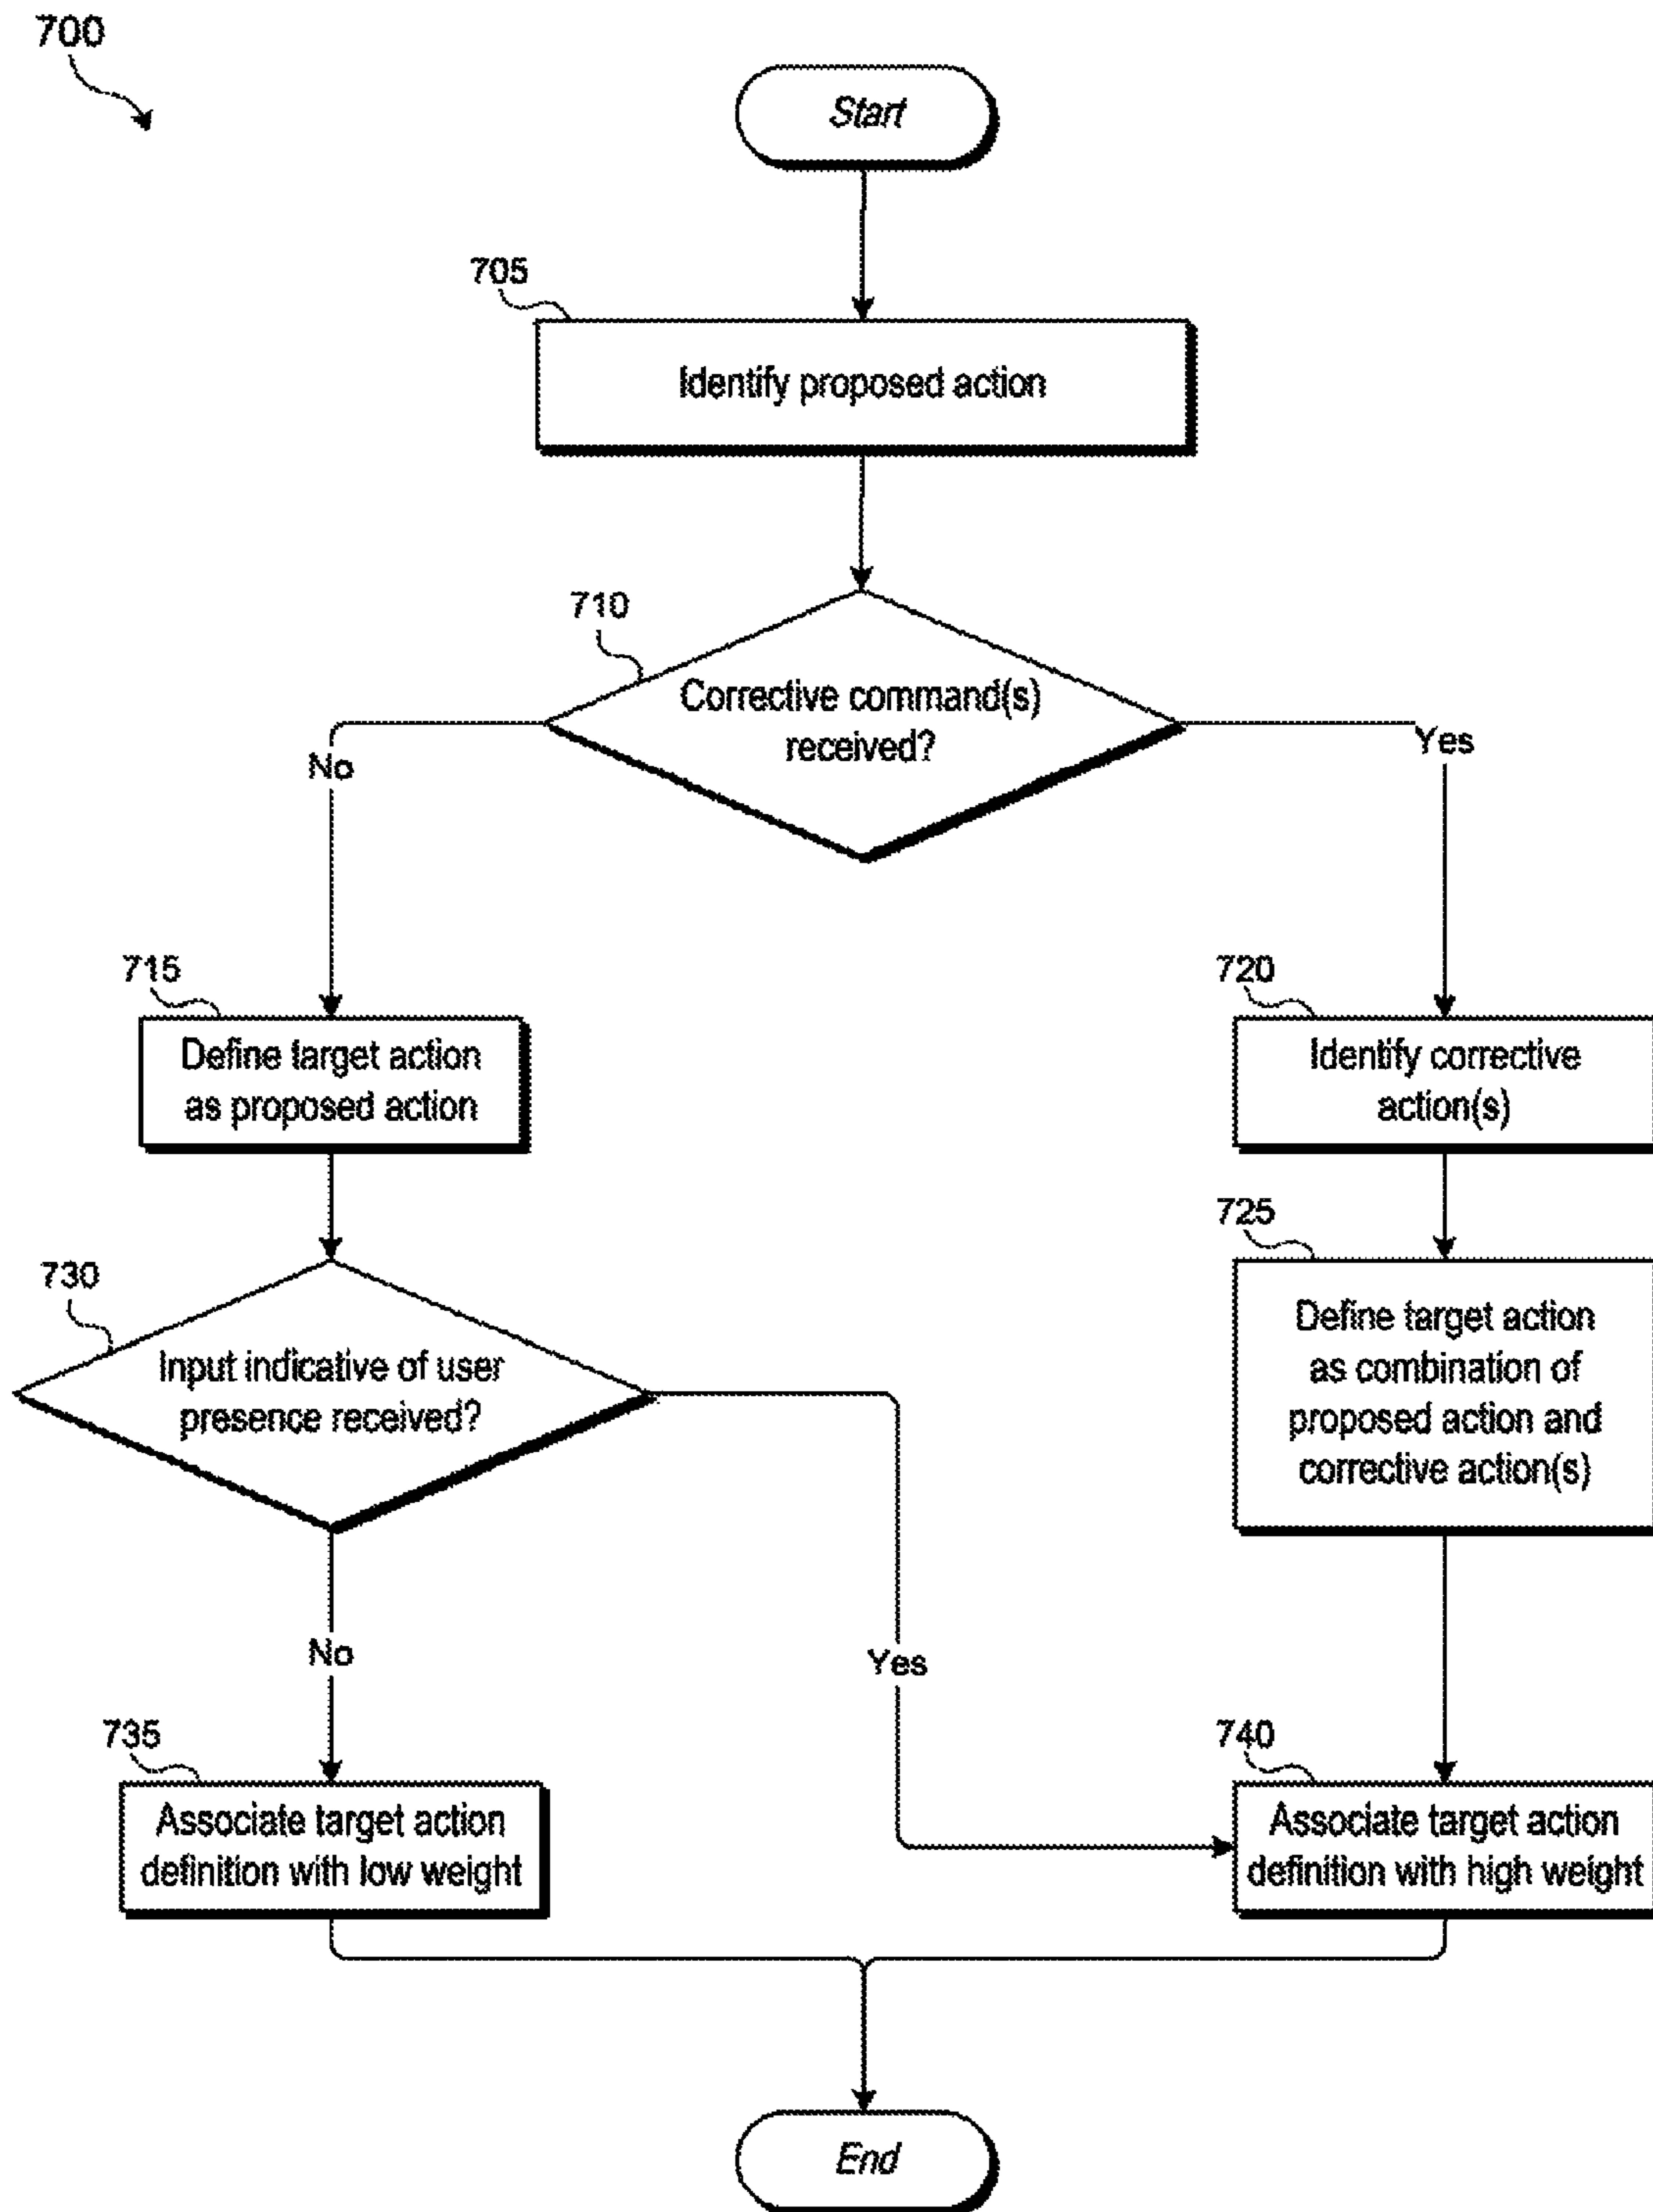 700
Start
705
Identify proposed action
710
Corrective command(s)
received?
No
Yes
715
Define target action
as proposed action
720
Identify corrective
action(s)
725
Define target action
as combination of
proposed action and
corrective action(s)
730
Input indicative of user
presence received?
No
Yes
735
Associate target action
definition with low weight
740
Associate target action
definition with high weight
End